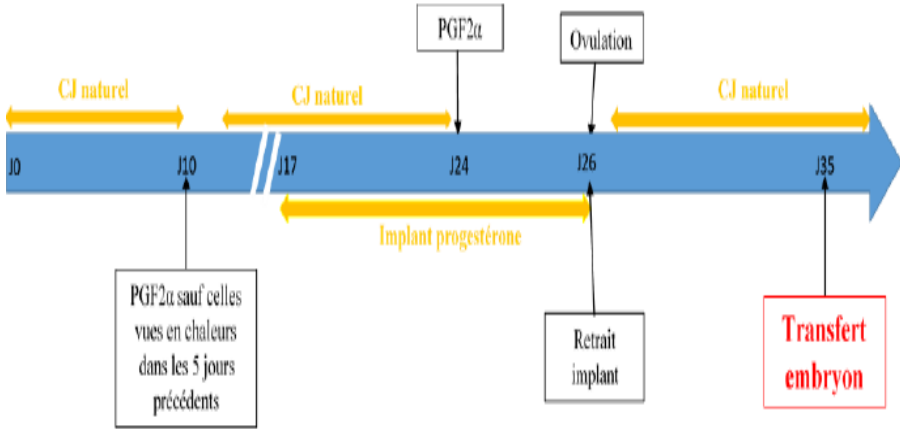 PGF2α
Ovulation
CJ naturel
CJ naturel
CJ naturel
J0
J10
J17
J24
J26
J35
Implant progestérone
PGF2α sauf celles
vues en chaleurs
dans les 5 jours
précédents
Retrait
implant
Transfert
embryon